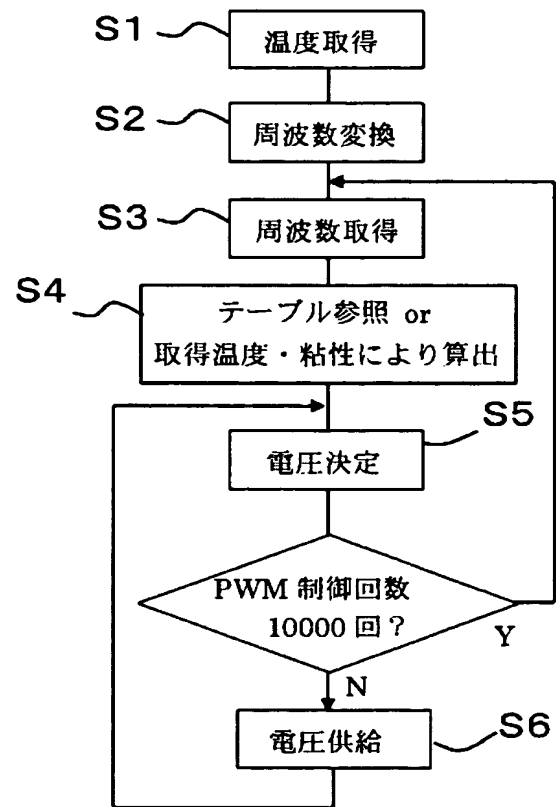 S1
温度取得
S2
周波数変換
S3
周波数取得
S4
テーブル参照 or
取得温度・粘性により算出
S5
電圧決定
PWM 制御回数
10000 回？
Y
N
電圧供給
S6